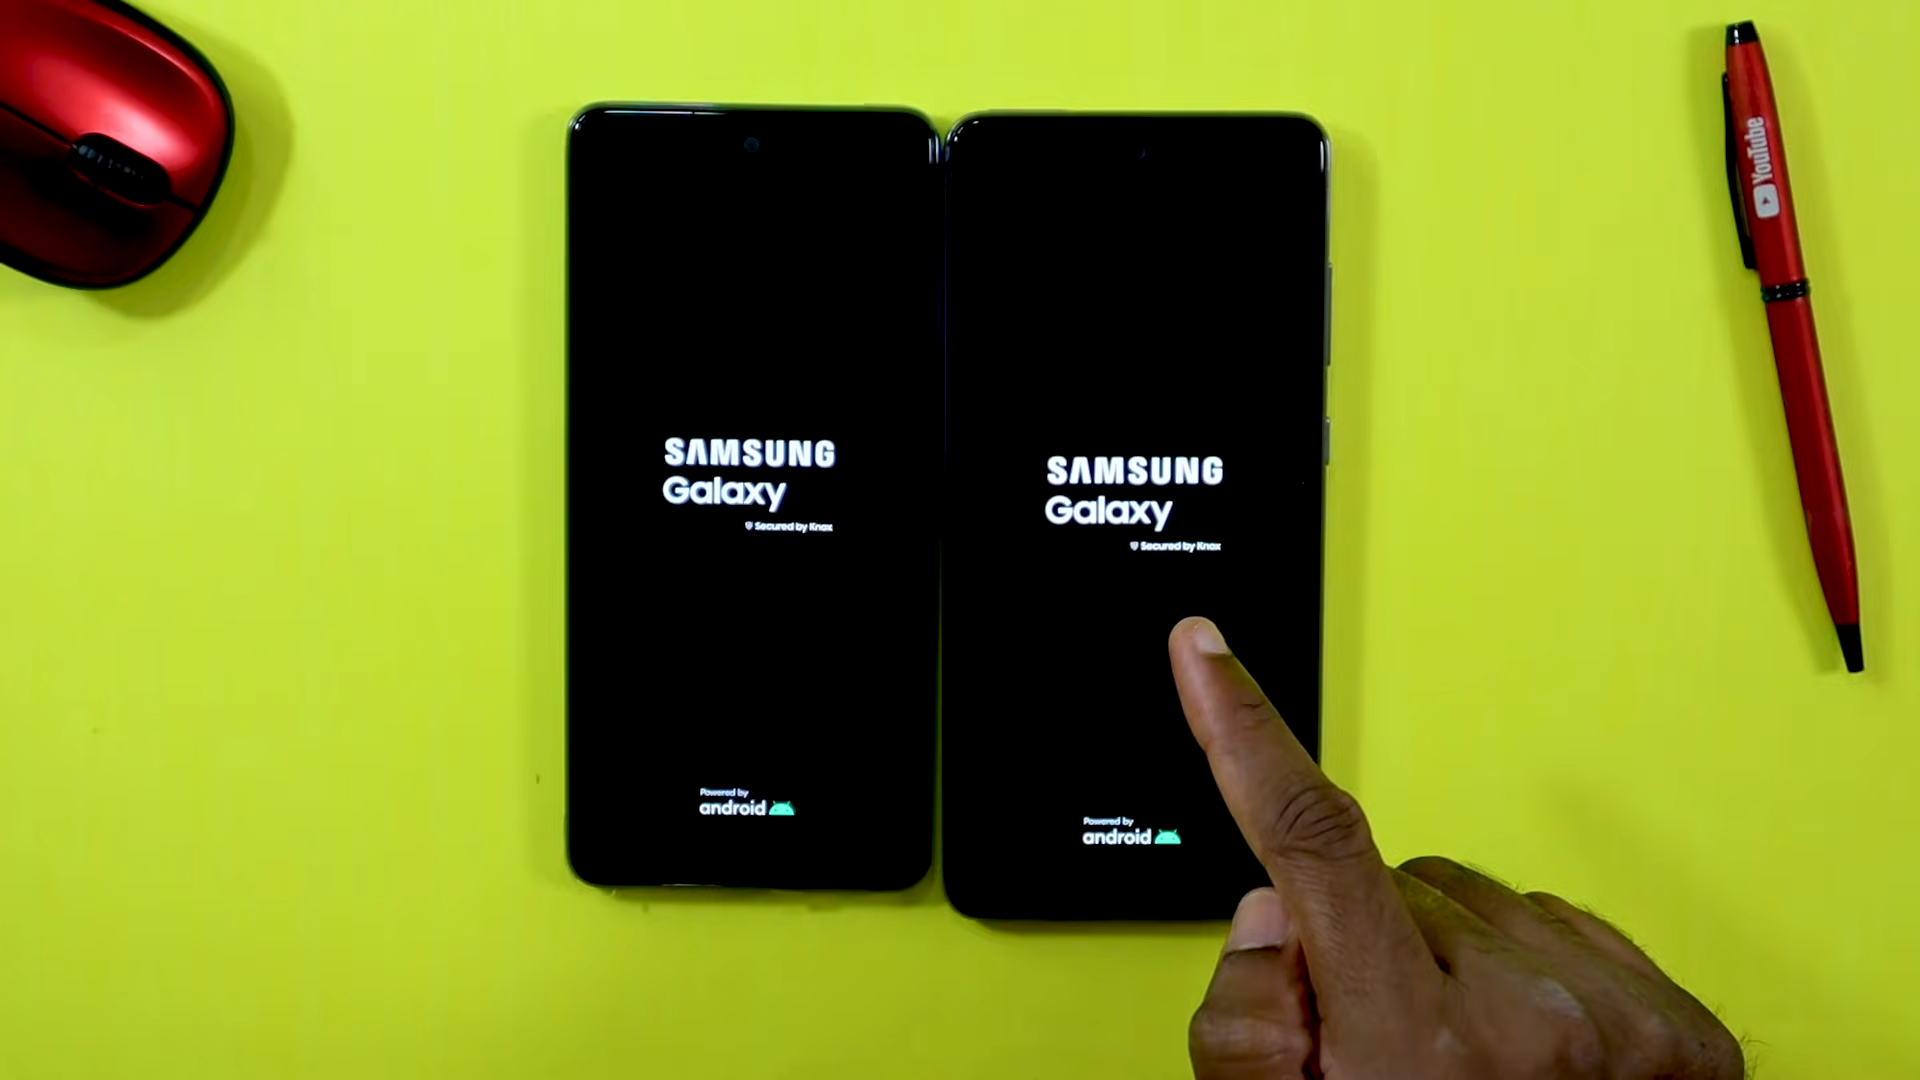 SAMSUNG
Galaxy
Secured by Knox
Powered by
android
SAMSUNG
Galaxy
Secured by Knox
Powered by
android
YouTube